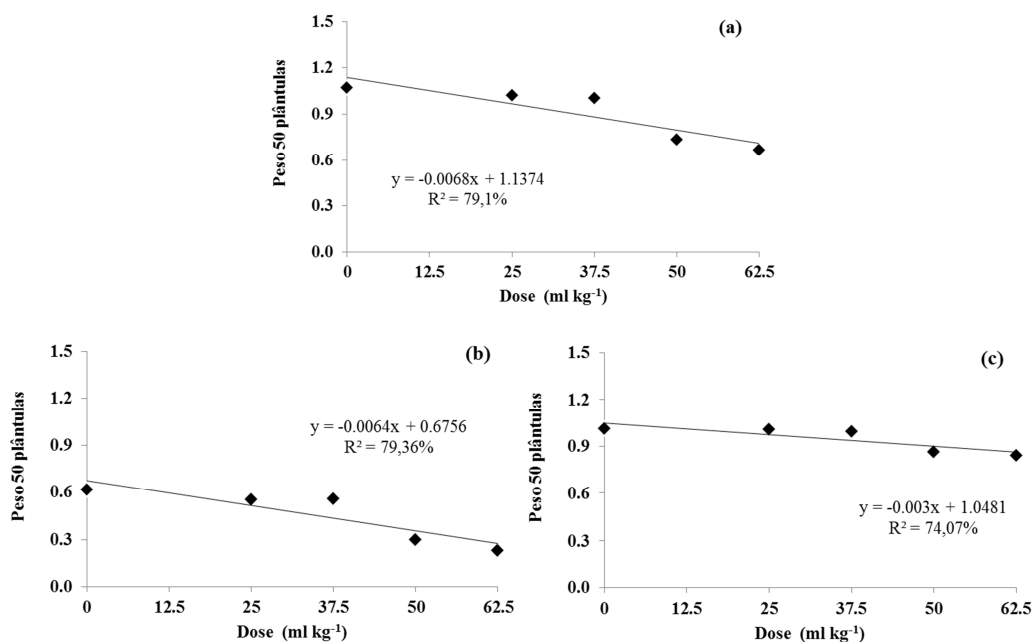 (a)
Peso 50 plântulas
1.5
1.2
0.9
0.6
0.3
0.0
y = -0.0068x + 1.1374
R² = 79,1%
0 12.5 25 37.5 50 62.5
Dose (ml kg⁻¹)
(b)
Peso 50 plântulas
1.5
1.2
0.9
0.6
0.3
0.0
y = -0.0064x + 0.6756
R² = 79,36%
0 12.5 25 37.5 50 62.5
Dose (ml kg⁻¹)
(c)
Peso 50 plântulas
1.5
1.2
0.9
0.6
0.3
0.0
y = -0.003x + 1.0481
R² = 74,07%
0 12.5 25 37.5 50 62.5
Dose (ml kg⁻¹)